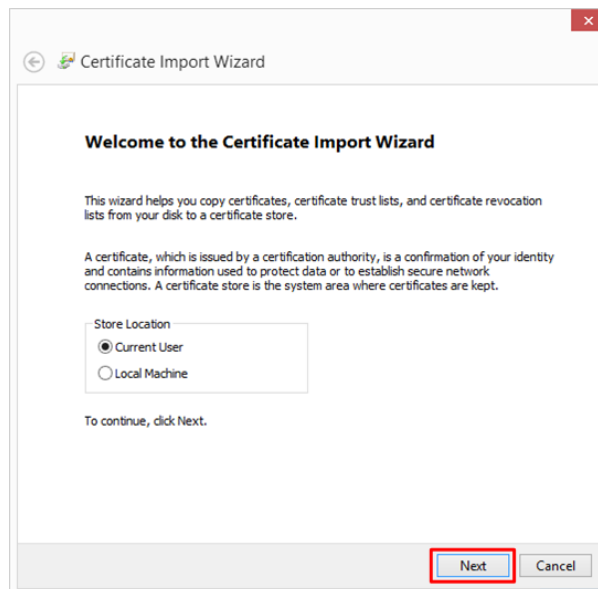 Certificate Import Wizard
Welcome to the Certificate Import Wizard
This wizard helps you copy certificates, certificate trust lists, and certificate revocation
lists from your disk to a certificate store.
A certificate, which is issued by a certification authority, is a confirmation of your identity
and contains information used to protect data or to establish secure network
connections. A certificate store is the system area where certificates are kept.
Store Location
Current User
Local Machine
To continue, click Next.
Next Cancel